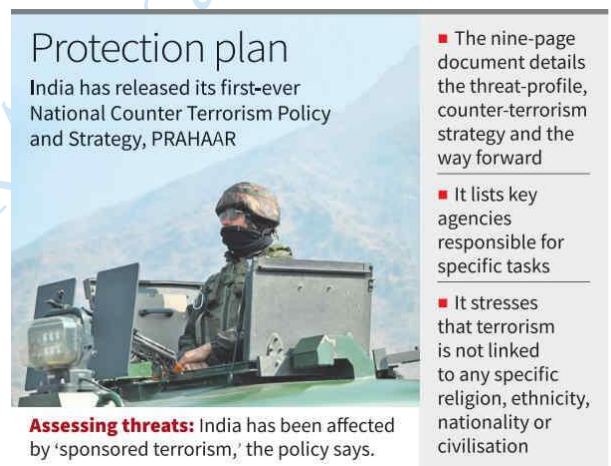 Protection plan
India has released its first-ever
National Counter Terrorism Policy
and Strategy, PRAHAAR
Assessing threats: India has been affected
by ‘sponsored terrorism,’ the policy says.
■ The nine-page
document details
the threat-profile,
counter-terrorism
strategy and the
way forward
■ It lists key
agencies
responsible for
specific tasks
■ It stresses
that terrorism
is not linked
to any specific
religion, ethnicity,
nationality or
civilisation